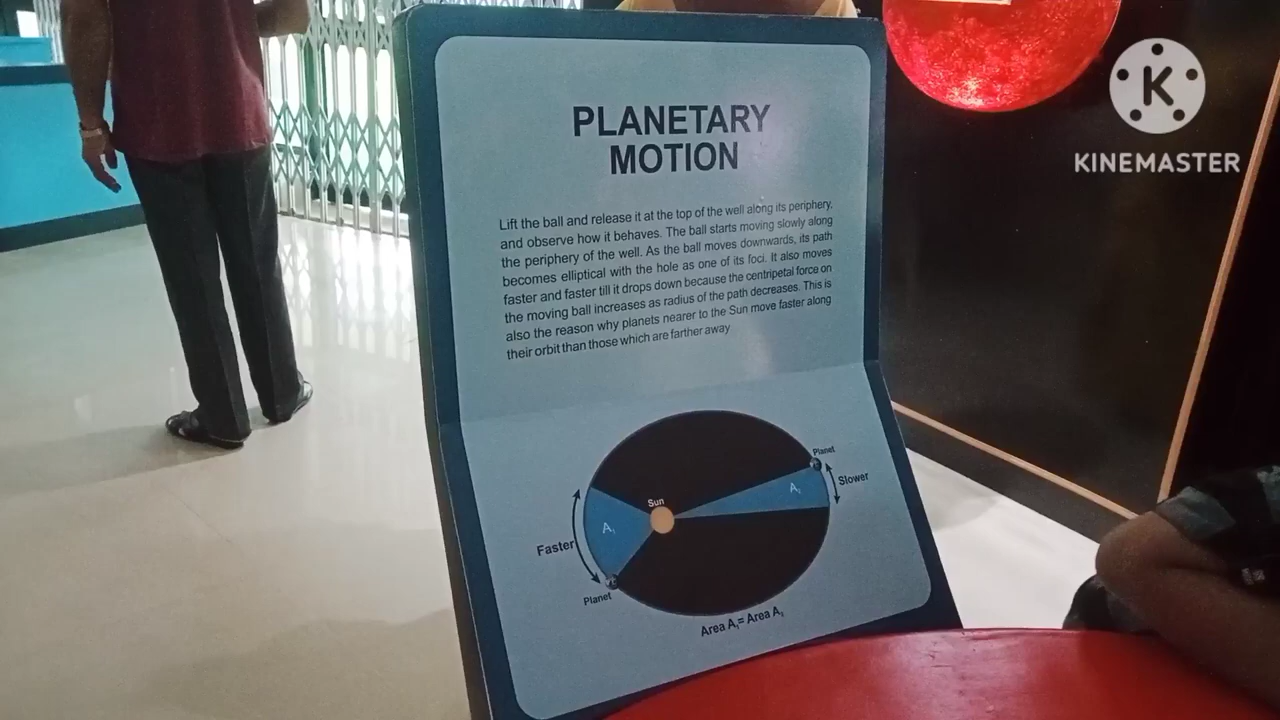 PLANETARY
MOTION
Lift the ball and release it at the top of the well along its periphery,
and observe how it behaves. The ball starts moving slowly along
the periphery of the well. As the ball moves downwards, its path
becomes elliptical with the hole as one of its foci. It also moves
faster and faster till it drops down because the centripetal force on
the moving ball increases as radius of the path decreases. This is
also the reason why planets nearer to the Sun move faster along
their orbit than those which are farther away
Planet
Slower
A₂
Sun
A₁
Faster
Planet
Area A₁= Area A₂
K
KINEMASTER